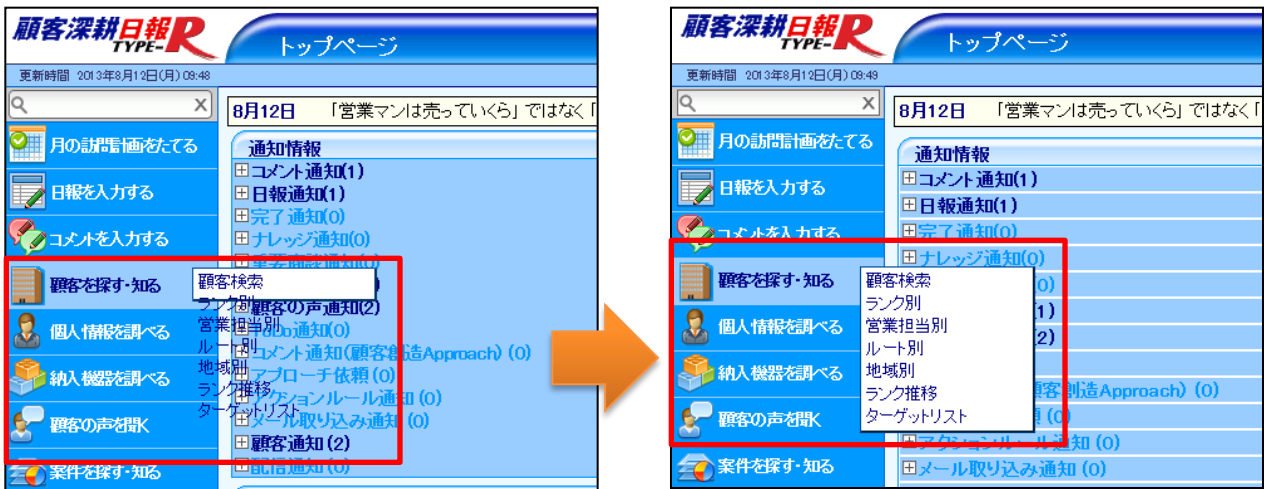 顧客深耕日報
TYPE-R
トップページ
更新時間 2013年8月12日(月) 09:48
8月12日 「営業マンは売っていくら」ではなく「
月の訪問計画をたてる
日報を入力する
コメントを入力する
顧客を探す・知る
個人情報を調べる
納入機器を調べる
顧客の声を聞く
案件を探す・知る
通知情報
コメント通知(1)
日報通知(1)
完了通知(0)
ナレッジ通知(0)
重要商談通知(0)
顧客の声通知(2)
ToDo通知(0)
コメント通知(顧客創造Approach) (0)
アプローチ依頼 (0)
アクションルール通知 (0)
メール取り込み通知 (0)
顧客通知 (2)
配信通知 (0)
顧客検索
ランク別
営業担当別
ルート別
地域別
ランク推移
ターゲットリスト
顧客深耕日報
TYPE-R
トップページ
更新時間 2013年8月12日(月) 09:49
8月12日 「営業マンは売っていくら」ではなく「
月の訪問計画をたてる
日報を入力する
コメントを入力する
顧客を探す・知る
個人情報を調べる
納入機器を調べる
顧客の声を聞く
案件を探す・知る
通知情報
コメント通知(1)
日報通知(1)
完了通知(0)
ナレッジ通知(0)
(0)
(1)
(2)
顧客創造Approach) (0)
(0)
アクションルール通知 (0)
メール取り込み通知 (0)
顧客検索
ランク別
営業担当別
ルート別
地域別
ランク推移
ターゲットリスト